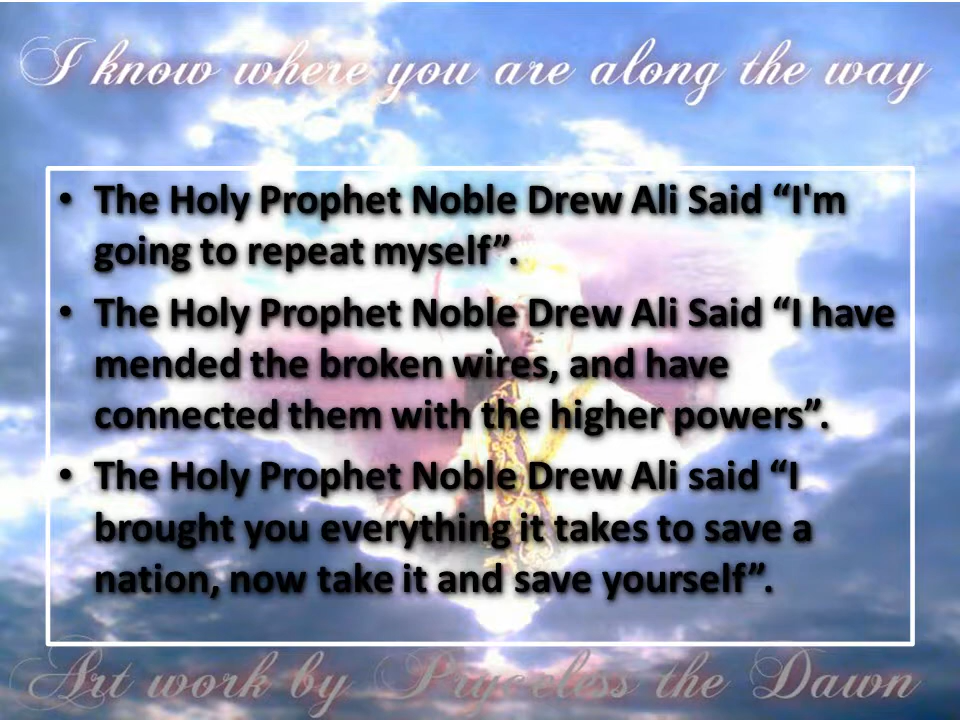 I know where you are along the way
• The Holy Prophet Noble Drew Ali Said “I'm
going to repeat myself”.
• The Holy Prophet Noble Drew Ali Said “I have
mended the broken wires, and have
connected them with the higher powers”.
• The Holy Prophet Noble Drew Ali said “I
brought you everything it takes to save a
nation, now take it and save yourself”.
Art work by Pryceless the Dawn